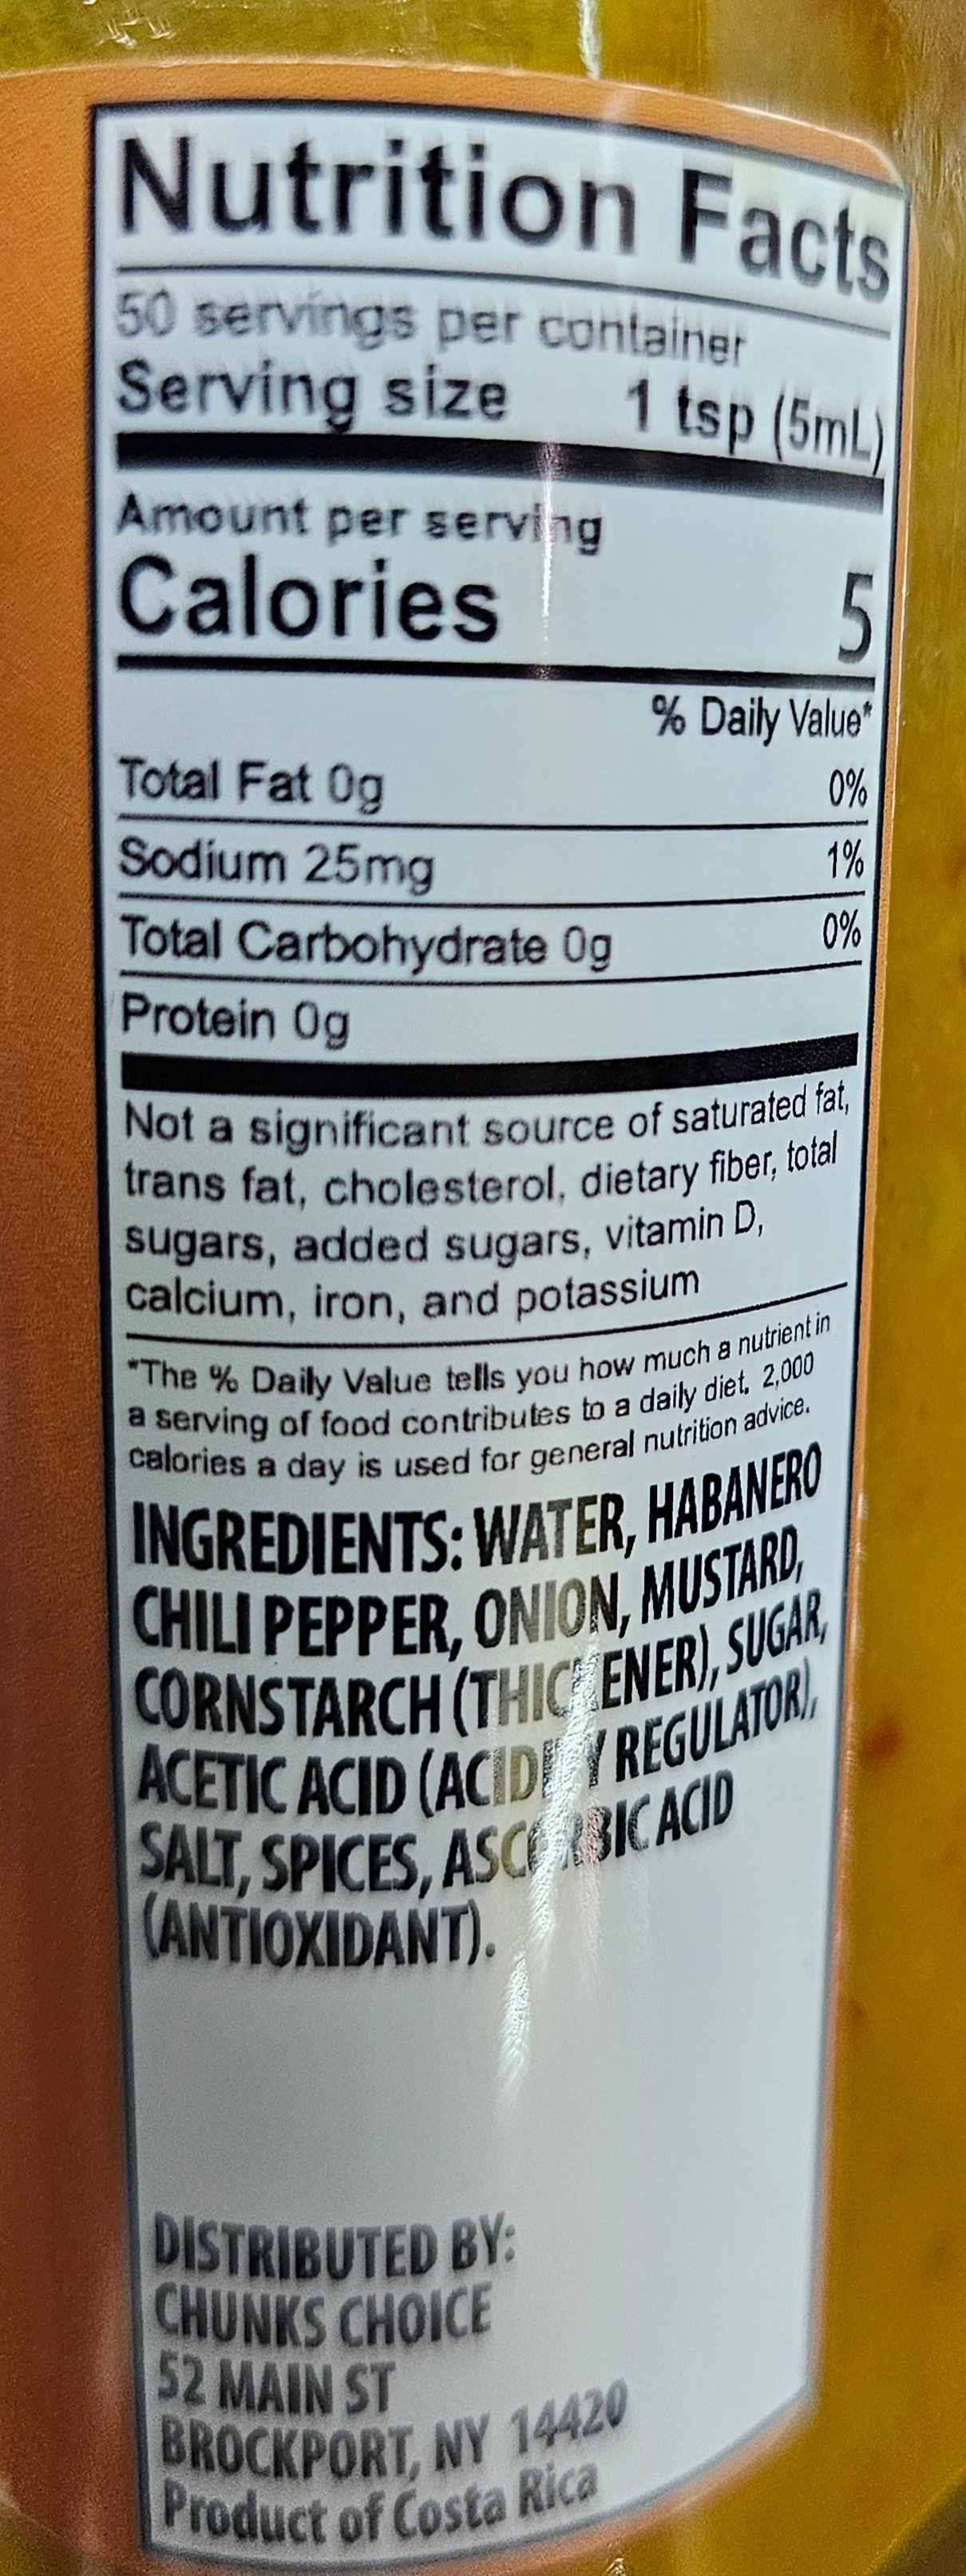 Nutrition Facts
50 servings per container
Serving size 1 tsp (5mL)
Amount per serving
Calories 5
% Daily Value*
Total Fat 0g 0%
Sodium 25mg 1%
Total Carbohydrate 0g 0%
Protein 0g
Not a significant source of saturated fat,
trans fat, cholesterol, dietary fiber, total
sugars, added sugars, vitamin D,
calcium, iron, and potassium
*The % Daily Value tells you how much a nutrient in
a serving of food contributes to a daily diet. 2,000
calories a day is used for general nutrition advice.
INGREDIENTS: WATER, HABANERO
CHILI PEPPER, ONION, MUSTARD,
CORNSTARCH (THICKENER), SUGAR,
ACETIC ACID (ACIDITY REGULATOR),
SALT, SPICES, ASCORBIC ACID
(ANTIOXIDANT).
DISTRIBUTED BY:
CHUNKS CHOICE
52 MAIN ST
BROCKPORT, NY 14420
Product of Costa Rica